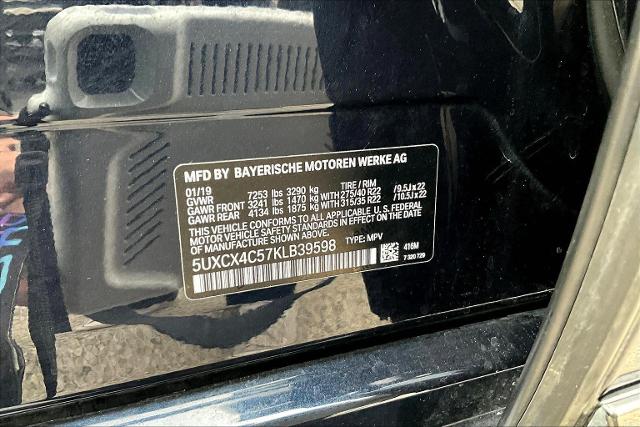 MFD BY BAYERISCHE MOTOREN WERKE AG
01/19 TIRE / RIM
GVWR 7253 lbs 3290 kg
GAWR FRONT 3241 lbs 1470 kg WITH 275/40 R22 /9.5J x 22
GAWR REAR 4134 lbs 1875 kg WITH 315/35 R22 /10.5J x 22
THIS VEHICLE CONFORMS TO ALL APPLICABLE U.S. FEDERAL
MOTOR VEHICLE SAFETY STANDARDS IN EFFECT ON THE DATE
OF MANUFACTURE SHOWN ABOVE.
5UXCX4C57KLB39598 TYPE: MPV
416M
7 320 729